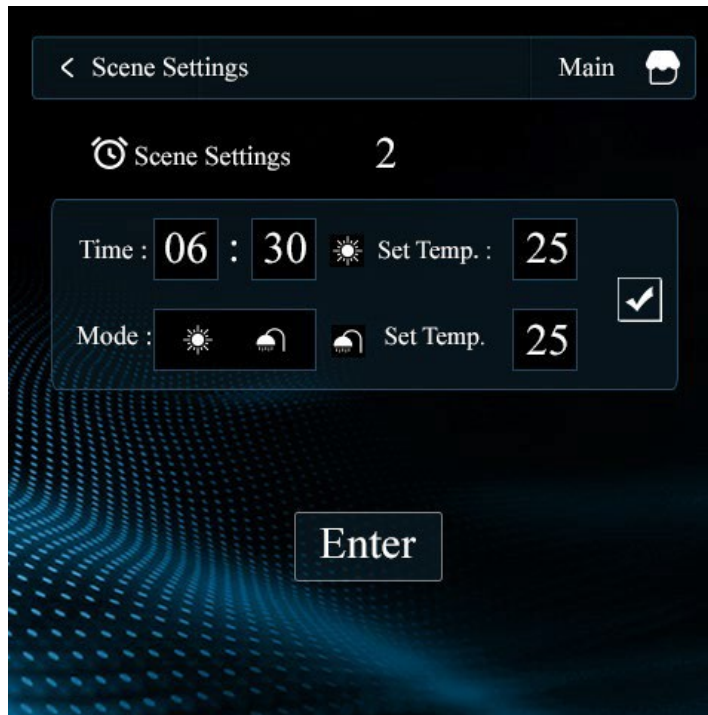 < Scene Settings Main
Scene Settings 2
Time : 06 : 30 Set Temp. : 25
Mode : Set Temp. 25
Enter